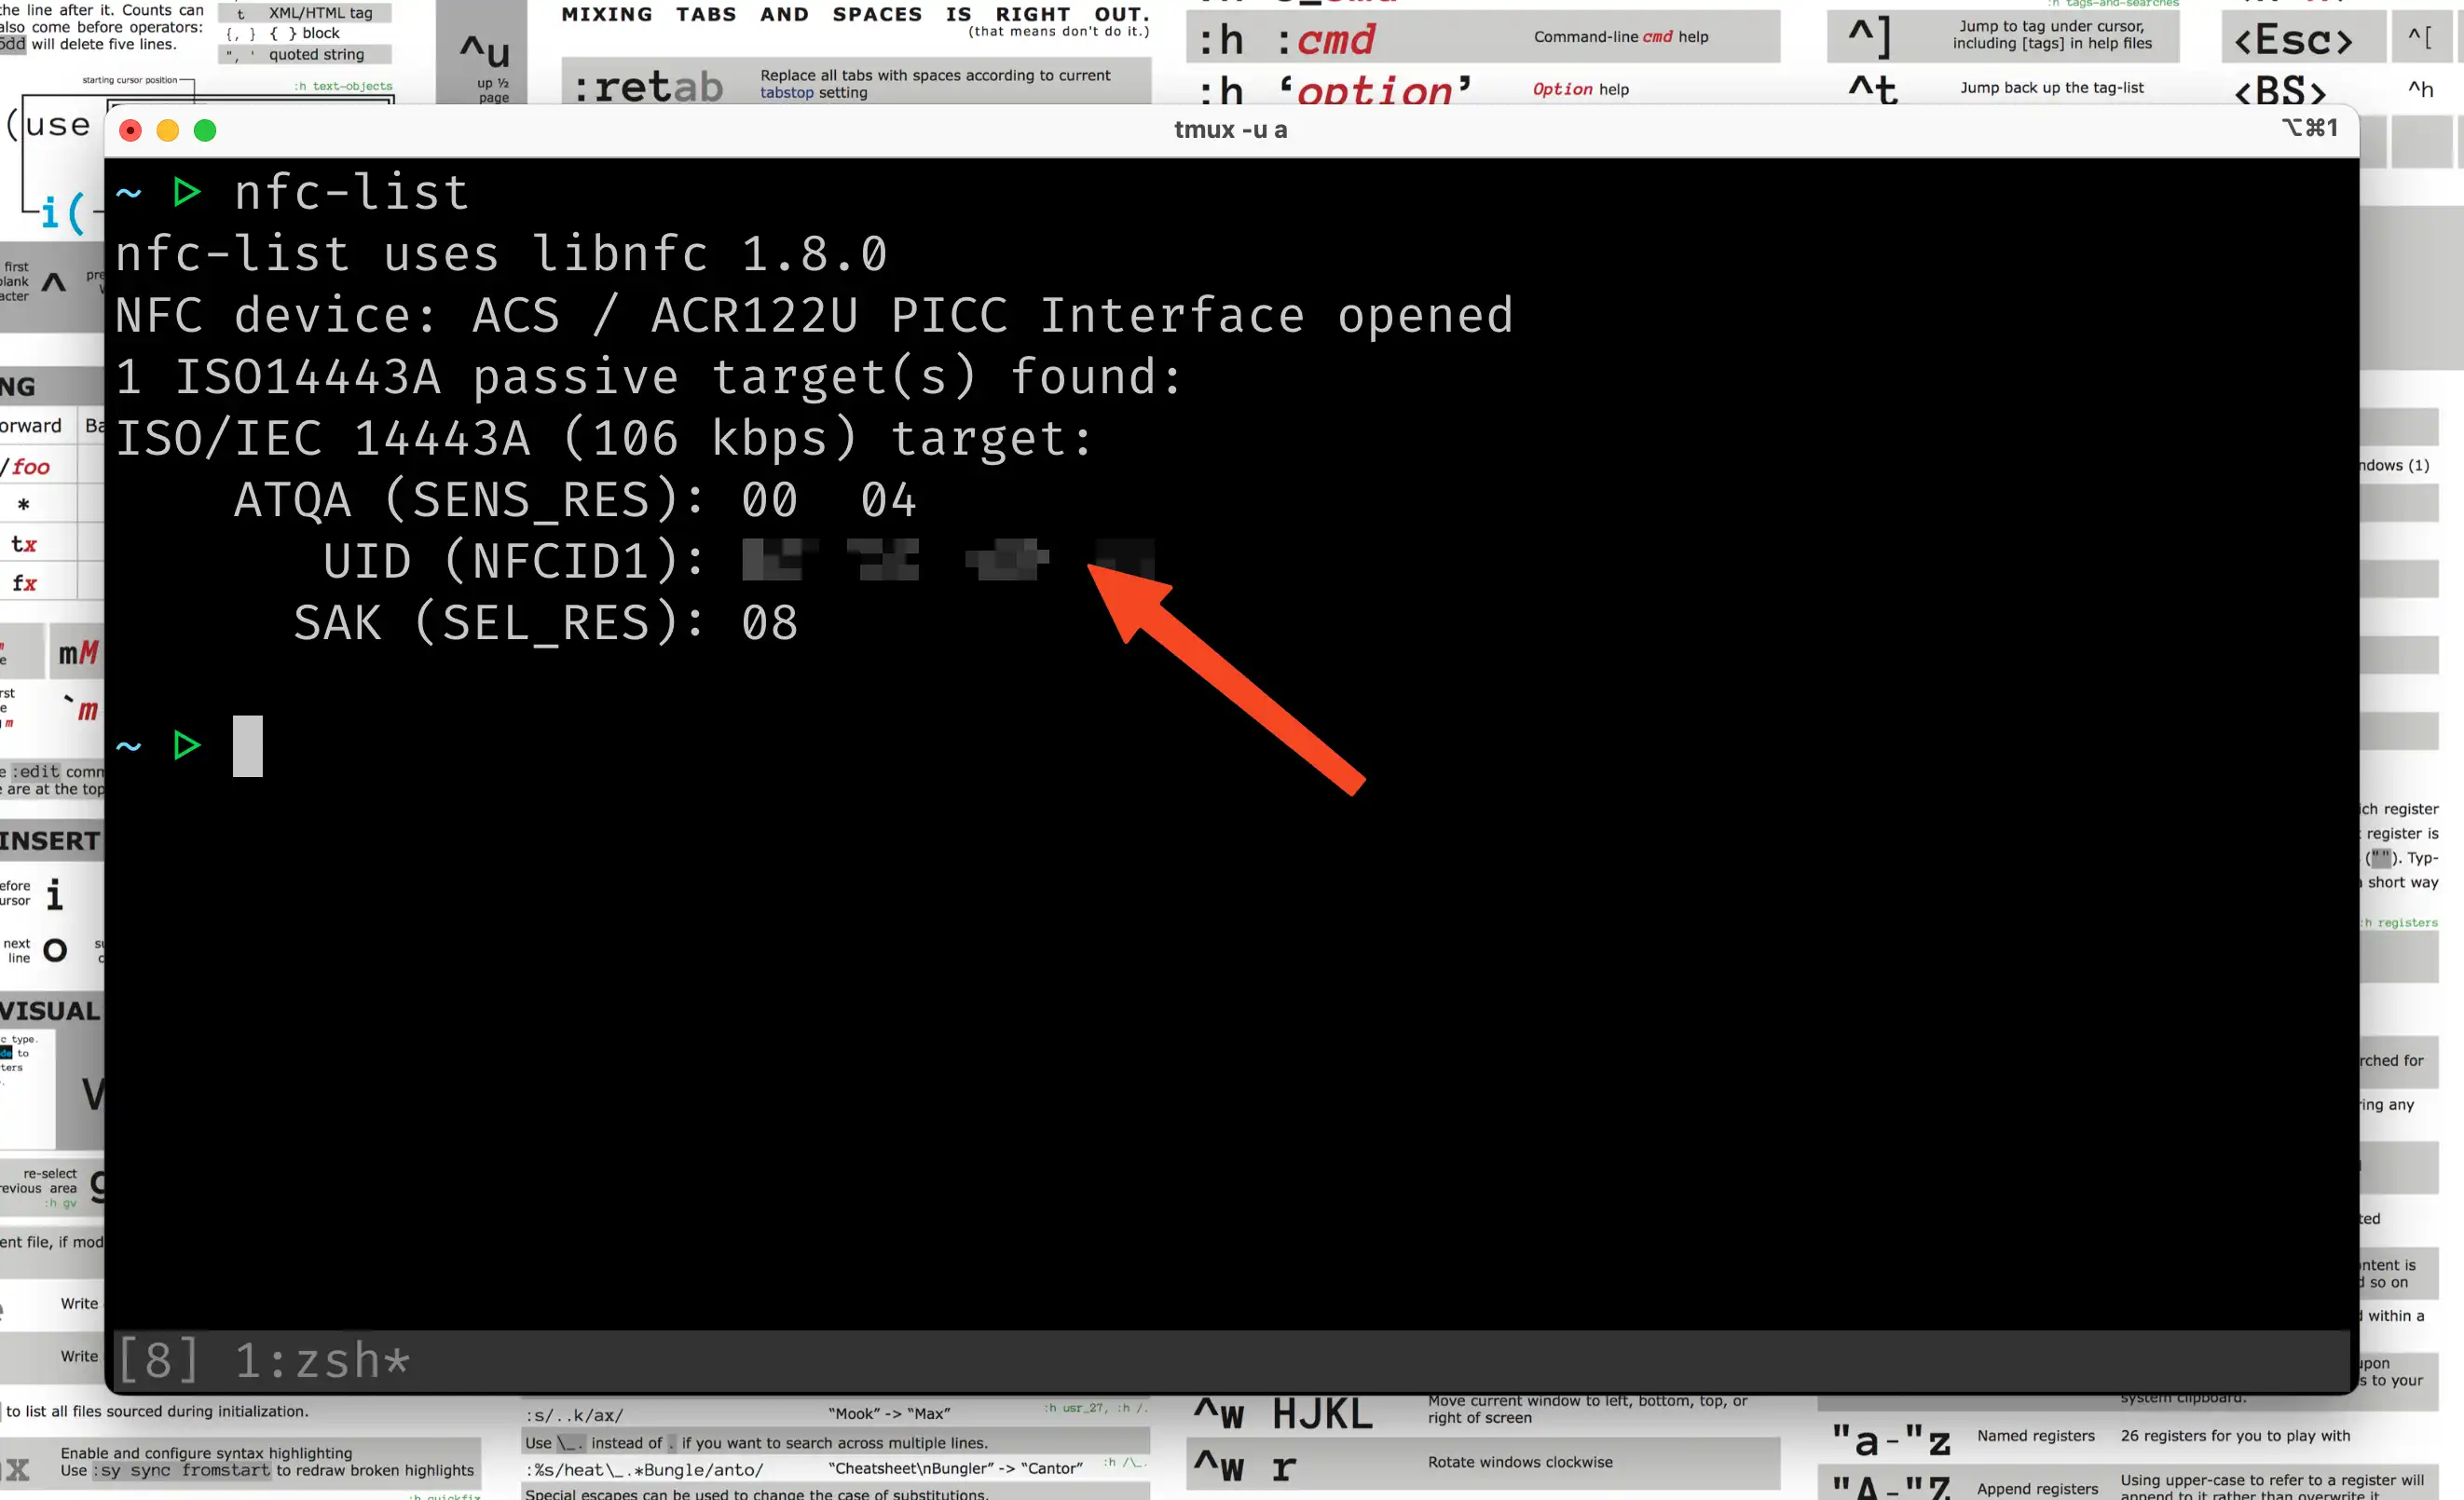 the line after it. Counts can
also come before operators:
5dd will delete five lines.
t XML/HTML tag
{, } { } block
", ' quoted string
starting cursor position
:h text-objects
(use
i(
^u
up ½
page
MIXING TABS AND SPACES IS RIGHT OUT.
(that means don't do it.)
:retab Replace all tabs with spaces according to current
tabstop setting
:h :cmd Command-line cmd help
:h ‘option’ Option help
:h tags-and-searches
^] Jump to tag under cursor,
including [tags] in help files
^t Jump back up the tag-list
<Esc> ^[
<BS> ^h
tmux -u a
⌥⌘1
~ ▷ nfc-list
nfc-list uses libnfc 1.8.0
NFC device: ACS / ACR122U PICC Interface opened
1 ISO14443A passive target(s) found:
ISO/IEC 14443A (106 kbps) target:
ATQA (SENS_RES): 00 04
UID (NFCID1):
SAK (SEL_RES): 08
~ ▷
[8] 1:zsh*
first
^
NG
/foo
*
tx
fx
mM
`m
:edit
are at the top
INSERT
i
next
line o
VISUAL
c type.
to
V
re-select
area
:h gv
g
ent file, if mod
Write
Write
ndows (1)
ich register
register is
(""). Typ-
short way
:h registers
rched for
ring any
ntent is
so on
within a
upon
s to your
system clipboard.
to list all files sourced during initialization.
Enable and configure syntax highlighting
Use :sy sync fromstart to redraw broken highlights
:h quickfix
:s/..k/ax/ “Mook” -> “Max” :h usr_27, :h /.
Use \_. instead of . if you want to search across multiple lines.
:%s/heat\_.*Bungle/anto/ “Cheatsheet\nBungler” -> “Cantor” :h /\_.
Special escapes can be used to change the case of substitutions.
^w HJKL Move current window to left, bottom, top, or
right of screen
^w r Rotate windows clockwise
"a-"z Named registers 26 registers for you to play with
"A-"Z Append registers Using upper-case to refer to a register will
append to it rather than overwrite it